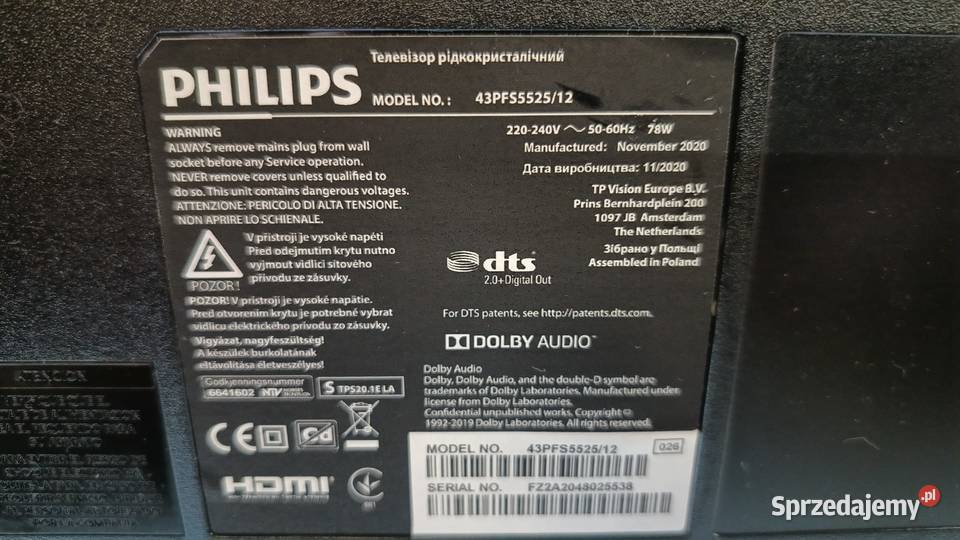 Телевізор рідкокристалічний
PHILIPS MODEL NO. : 43PFS5525/12
220-240V ~ 50-60Hz 78W
Manufactured: November 2020
Дата виробництва: 11/2020
TP Vision Europe B.V.
Prins Bernhardplein 200
1097 JB Amsterdam
The Netherlands
Зібрано у Польщі
Assembled in Poland
WARNING
ALWAYS remove mains plug from wall
socket before any Service operation.
NEVER remove covers unless qualified to
do so. This unit contains dangerous voltages.
ATTENZIONE: PERICOLO DI ALTA TENSIONE.
NON APRIRE LO SCHIENALE.
V přístroji je vysoké napětí
Před odejmutím krytu nutno
vyjmout vidlici síťového
přívodu ze zásuvky.
POZOR!
POZOR! V prístroji je vysoké napätie.
Pred otvorením krytu je potrebné vybrat
vidlicu elektrického prívodu zo zásuvky.
Vigyázat, nagyfeszültség!
A készülék burkolatának
eltávolítása életveszélyes!
Godkjenningsnummer
6641602 NTV
S TPS20.1E LA
dts
2.0+Digital Out
For DTS patents, see http://patents.dts.com.
DOLBY AUDIO™
Dolby Audio
Dolby, Dolby Audio, and the double-D symbol are
trademarks of Dolby Laboratories. Manufactured under
license from Dolby Laboratories.
Confidential unpublished works. Copyright ©
1992-2019 Dolby Laboratories. All rights reserved.
CE
HDMI
MODEL NO. 43PFS5525/12 026
SERIAL NO. FZ2A2048025538
ATENCION
Sprzedajemy.pl